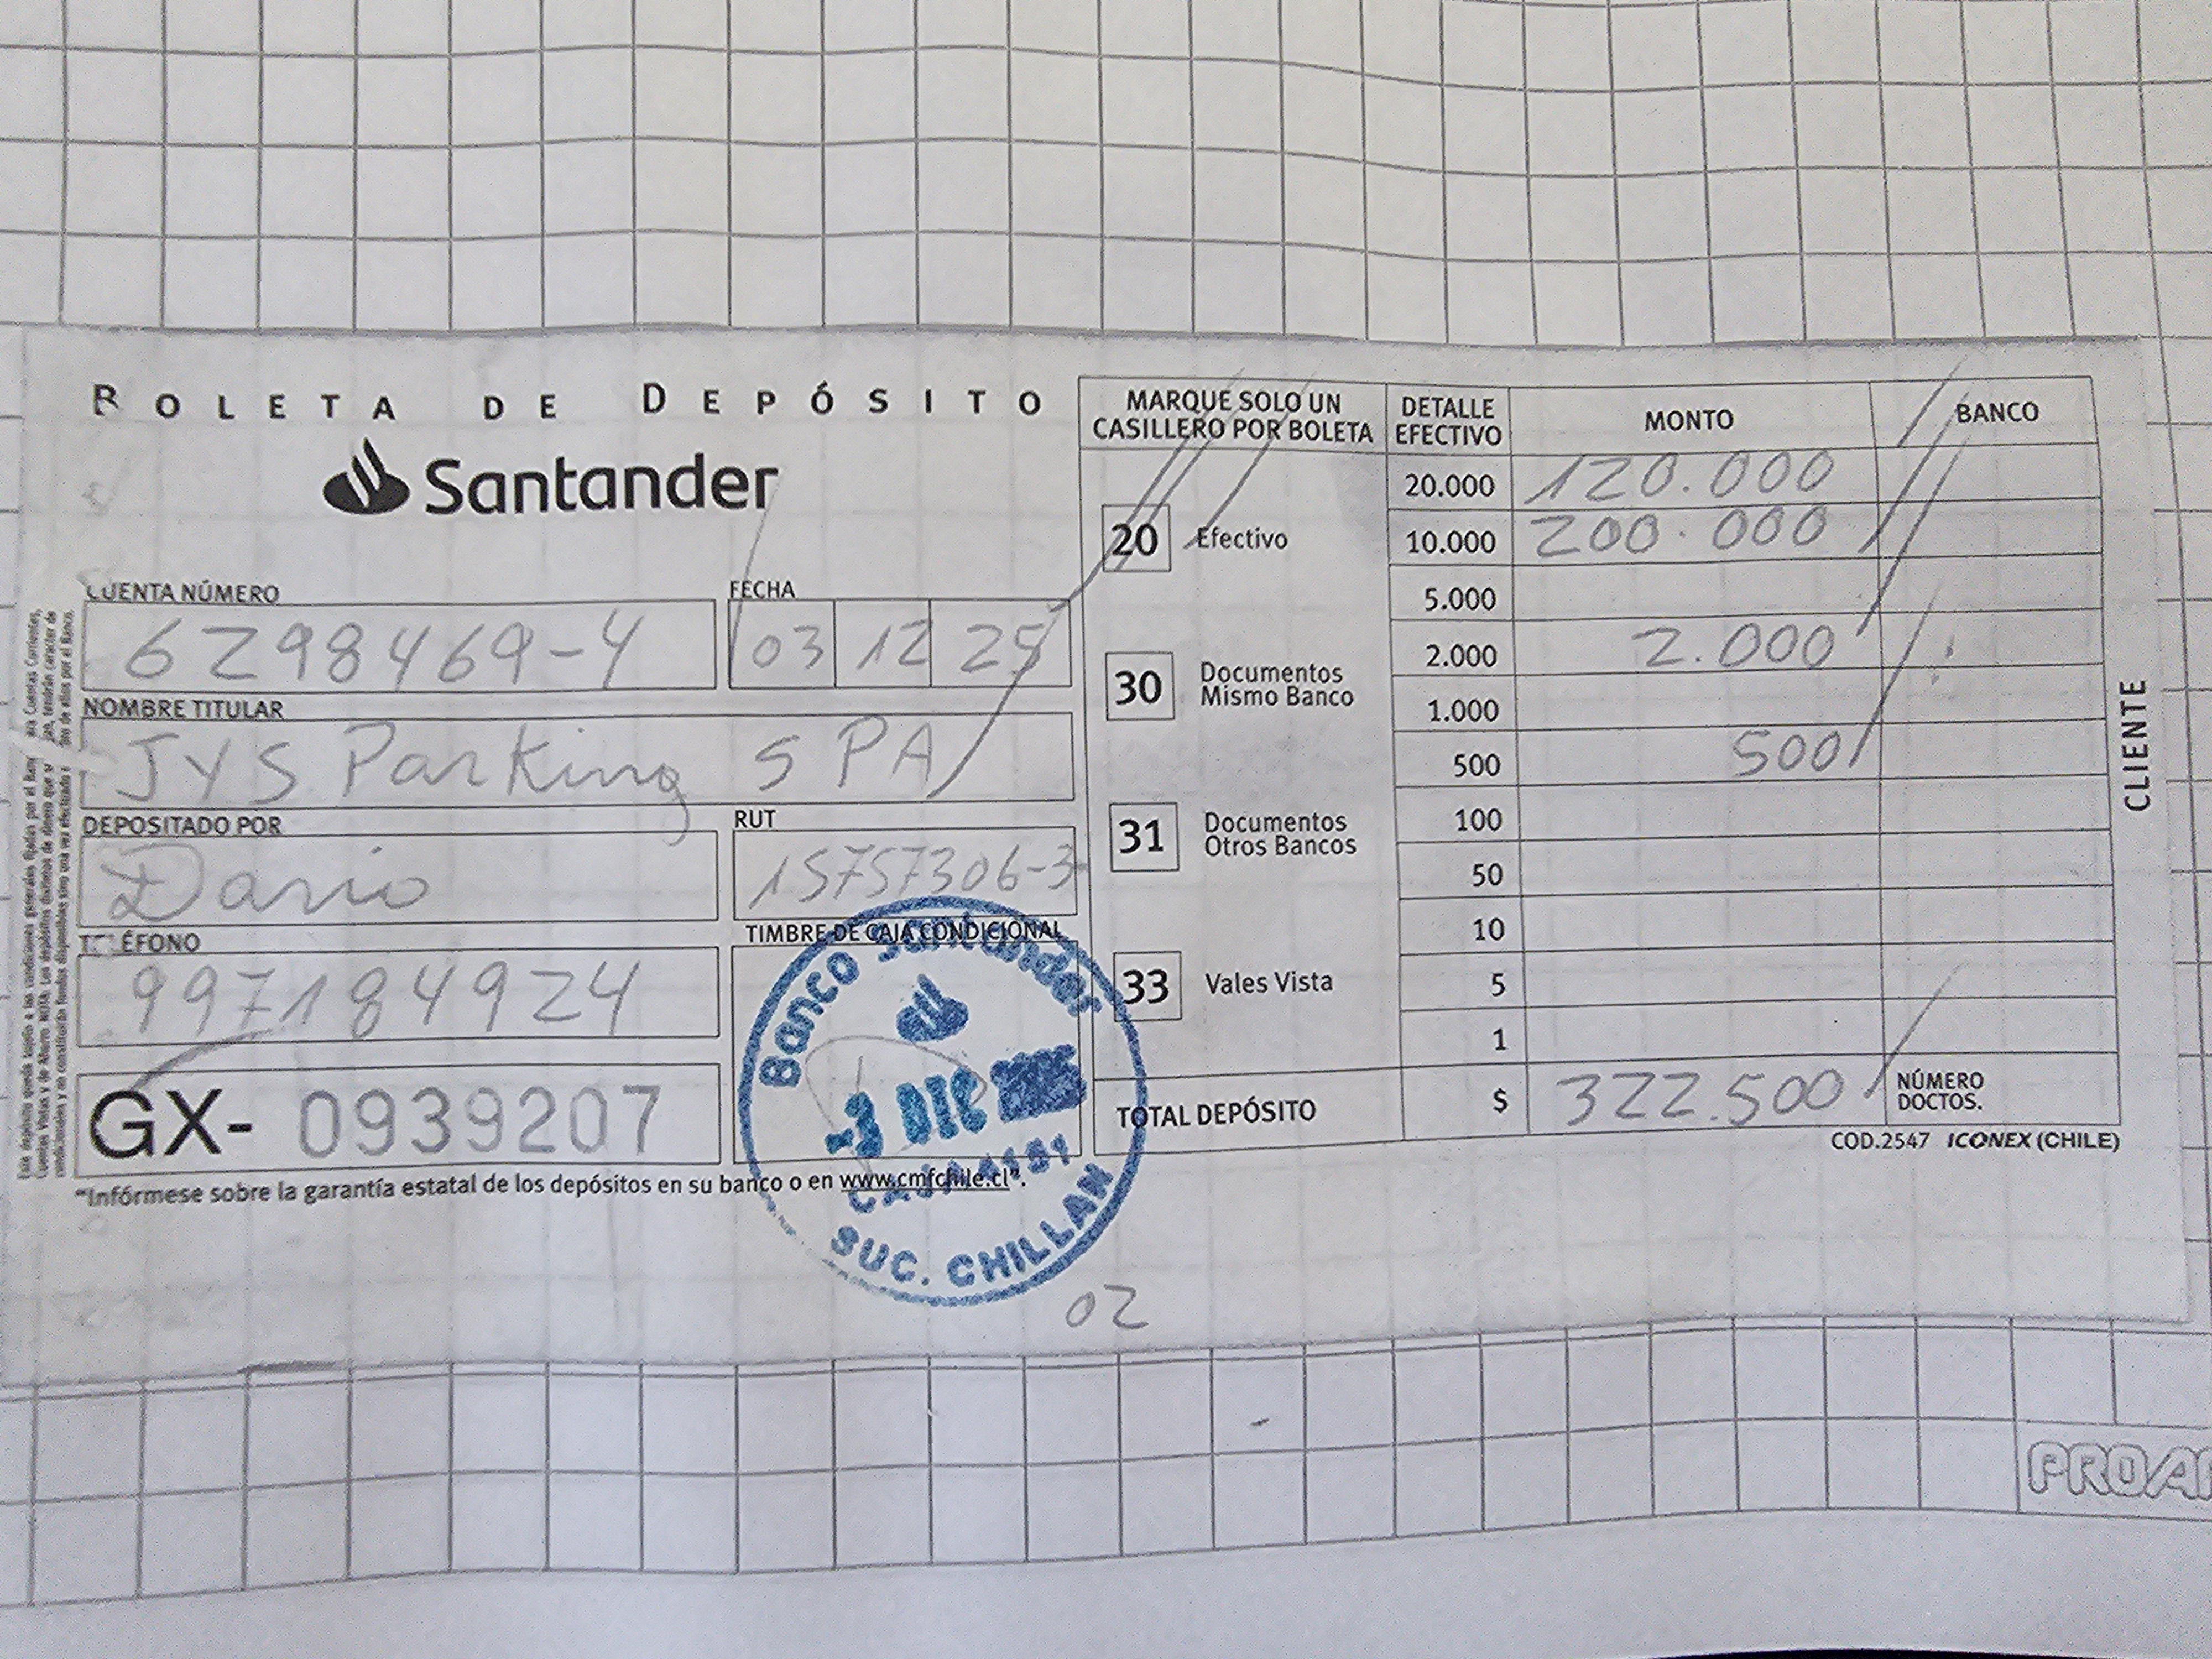 BOLETA DE DEPÓSITO
Santander
CUENTA NÚMERO
6298469-4
FECHA
03 12 25
NOMBRE TITULAR
JYS Parking SPA
DEPOSITADO POR
Dario
RUT
15757306-3
TELÉFONO
997184924
TIMBRE DE CAJA CONDICIONAL
GX- 0939207
"Infórmese sobre la garantía estatal de los depósitos en su banco o en www.cmfchile.cl".
Banco Santander
-3 DIC
SUC. CHILLAN
02
MARQUE SOLO UN
CASILLERO POR BOLETA
20 Efectivo
30 Documentos
Mismo Banco
31 Documentos
Otros Bancos
33 Vales Vista
DETALLE
EFECTIVO
MONTO
BANCO
20.000 120.000
10.000 200.000
5.000
2.000 2.000
1.000
500 500
100
50
10
5
1
TOTAL DEPÓSITO $ 322.500
NÚMERO
DOCTOS.
COD.2547 ICONEX (CHILE)
CLIENTE